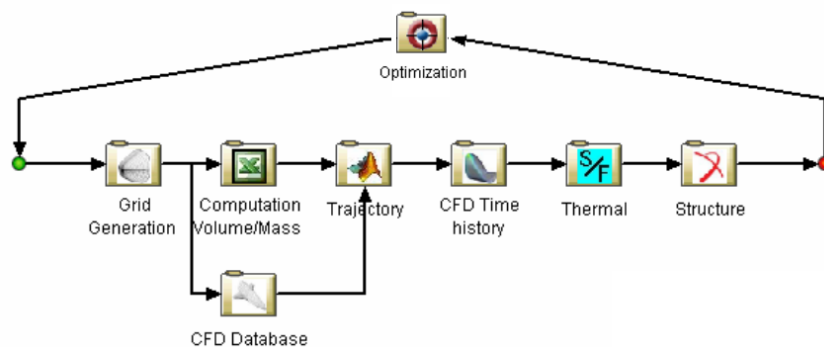 Optimization
Grid
Generation
Computation
Volume/Mass
Trajectory
CFD Time
history
S/F
Thermal
Structure
CFD Database